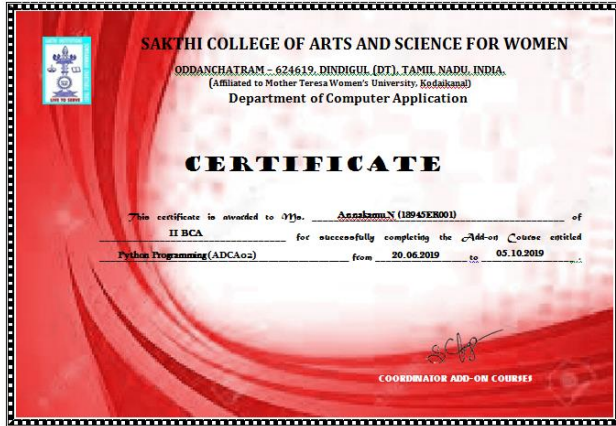 SAKTHI COLLEGE OF ARTS AND SCIENCE FOR WOMEN
ODDANCHATRAM – 624619, DINDIGUL (DT), TAMIL NADU, INDIA.
(Affiliated to Mother Teresa Women's University, Kodaikanal)
Department of Computer Application
LIVE TO SERVE
CERTIFICATE
This certificate is awarded to Ms. (18945ER001) of
II BCA for successfully completing the Add-on Course entitled
Python Programming (ADCA02) from 20.06.2019 to 05.10.2019 .
COORDINATOR ADD-ON COURSES